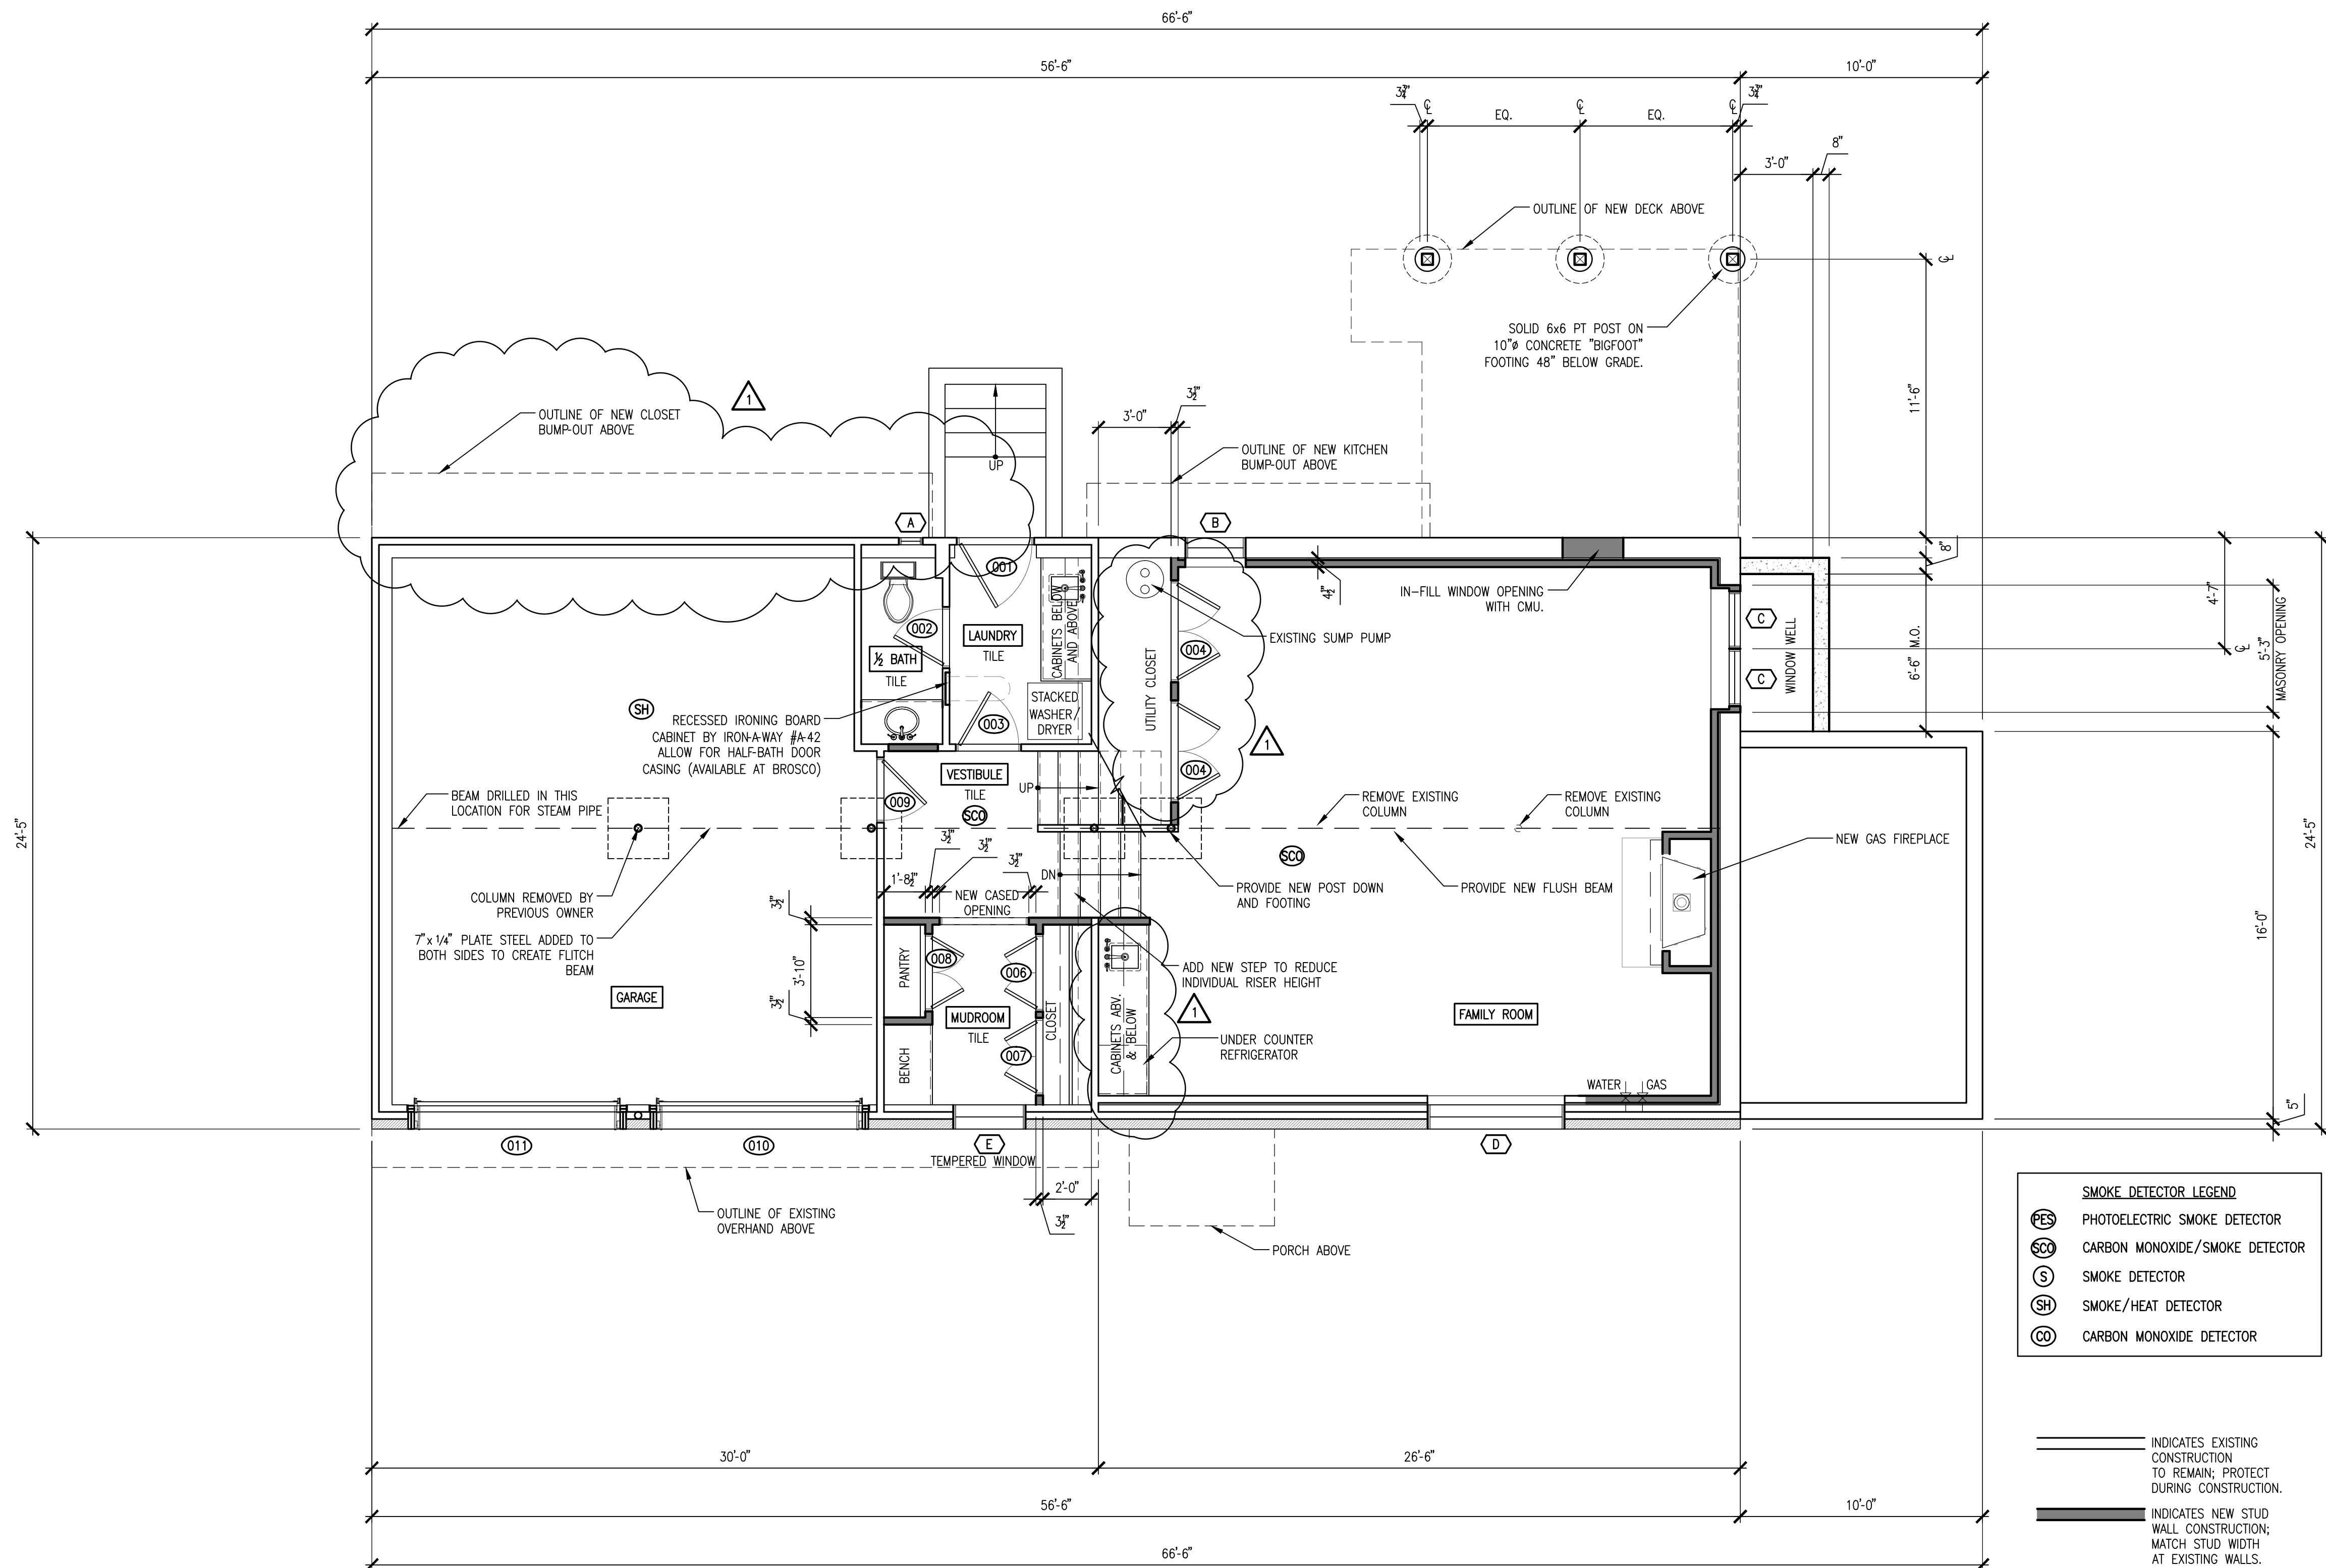 66'-6"
56'-6"
10'-0"
3¾"
℄
EQ.
℄
EQ.
℄
3¾"
8"
3'-0"
OUTLINE OF NEW DECK ABOVE
℄
SOLID 6x6 PT POST ON
10"ø CONCRETE "BIGFOOT"
FOOTING 48" BELOW GRADE.
11'-6"
1
OUTLINE OF NEW CLOSET
BUMP-OUT ABOVE
3½"
3'-0"
OUTLINE OF NEW KITCHEN
BUMP-OUT ABOVE
UP
A
B
8"
4'-7"
24'-5"
001
002
LAUNDRY
TILE
½ BATH
TILE
CABINETS BELOW
AND ABOVE
4½"
IN-FILL WINDOW OPENING
WITH CMU.
EXISTING SUMP PUMP
004
UTILITY CLOSET
C
C
WINDOW WELL
6'-6" M.O.
℄
5'-3"
MASONRY OPENING
STACKED
WASHER/
DRYER
003
SH
RECESSED IRONING BOARD
CABINET BY IRON-A-WAY #A-42
ALLOW FOR HALF-BATH DOOR
CASING (AVAILABLE AT BROSCO)
1
004
VESTIBULE
TILE
UP
009
SCO
BEAM DRILLED IN THIS
LOCATION FOR STEAM PIPE
REMOVE EXISTING
COLUMN
REMOVE EXISTING
COLUMN
NEW GAS FIREPLACE
24'-5"
SCO
3½"
3½"
3½"
1'-8½"
NEW CASED
OPENING
DN
PROVIDE NEW POST DOWN
AND FOOTING
PROVIDE NEW FLUSH BEAM
COLUMN REMOVED BY
PREVIOUS OWNER
7"x1/4" PLATE STEEL ADDED TO
BOTH SIDES TO CREATE FLITCH
BEAM
3½"
3'-10"
3½"
16'-0"
PANTRY
008
006
ADD NEW STEP TO REDUCE
INDIVIDUAL RISER HEIGHT
GARAGE
MUDROOM
TILE
CLOSET
007
BENCH
CABINETS ABV.
& BELOW
1
UNDER COUNTER
REFRIGERATOR
FAMILY ROOM
WATER
GAS
5"
011
010
E
TEMPERED WINDOW
D
2'-0"
3½"
OUTLINE OF EXISTING
OVERHAND ABOVE
PORCH ABOVE
SMOKE DETECTOR LEGEND
PES PHOTOELECTRIC SMOKE DETECTOR
SCO CARBON MONOXIDE/SMOKE DETECTOR
S SMOKE DETECTOR
SH SMOKE/HEAT DETECTOR
CO CARBON MONOXIDE DETECTOR
30'-0"
26'-6"
INDICATES EXISTING
CONSTRUCTION
TO REMAIN; PROTECT
DURING CONSTRUCTION.
56'-6"
10'-0"
INDICATES NEW STUD
WALL CONSTRUCTION;
MATCH STUD WIDTH
AT EXISTING WALLS.
66'-6"